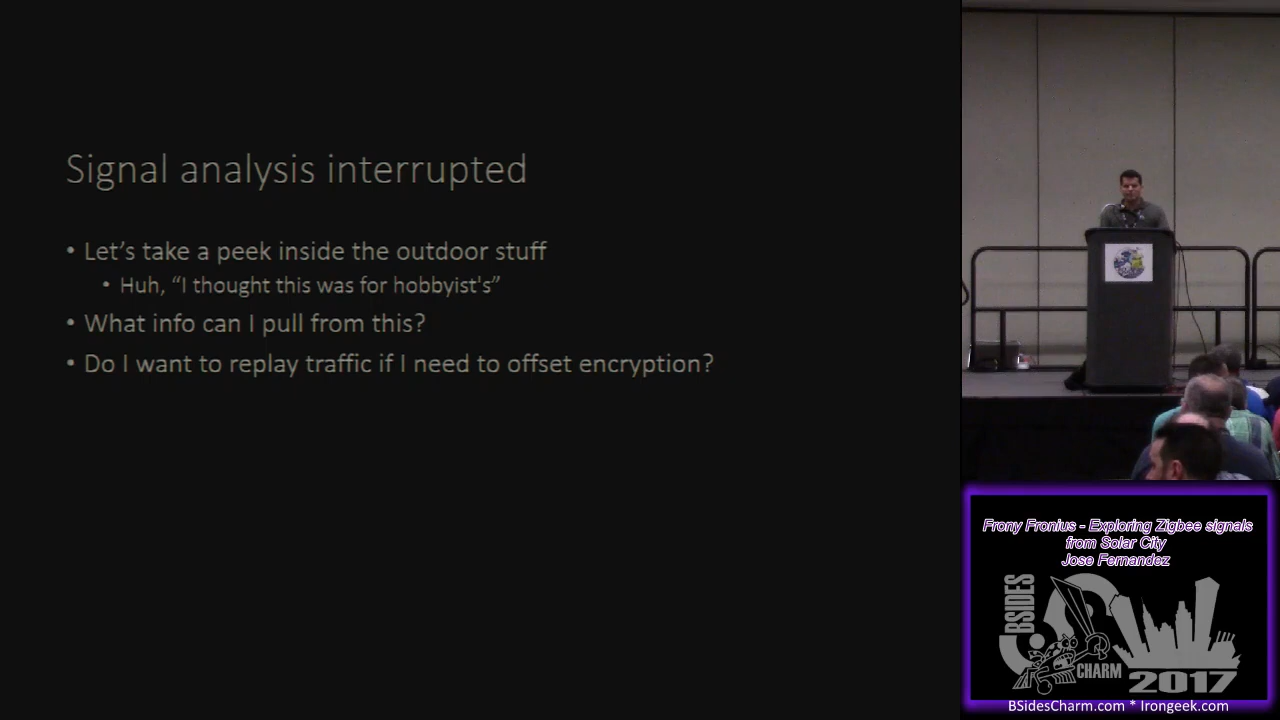 Signal analysis interrupted
• Let’s take a peek inside the outdoor stuff
• Huh, “I thought this was for hobbyist's”
• What info can I pull from this?
• Do I want to replay traffic if I need to offset encryption?
Frony Fronius - Exploring Zigbee signals
from Solar City
Jose Fernandez
BSIDES
CHARM
2017
BSidesCharm.com * Irongeek.com